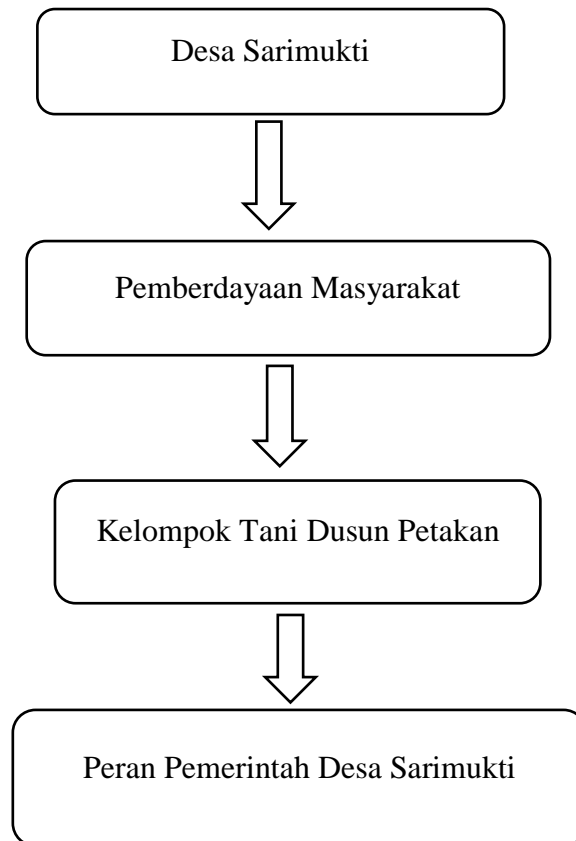 Desa Sarimukti
Pemberdayaan Masyarakat
Kelompok Tani Dusun Petakan
Peran Pemerintah Desa Sarimukti